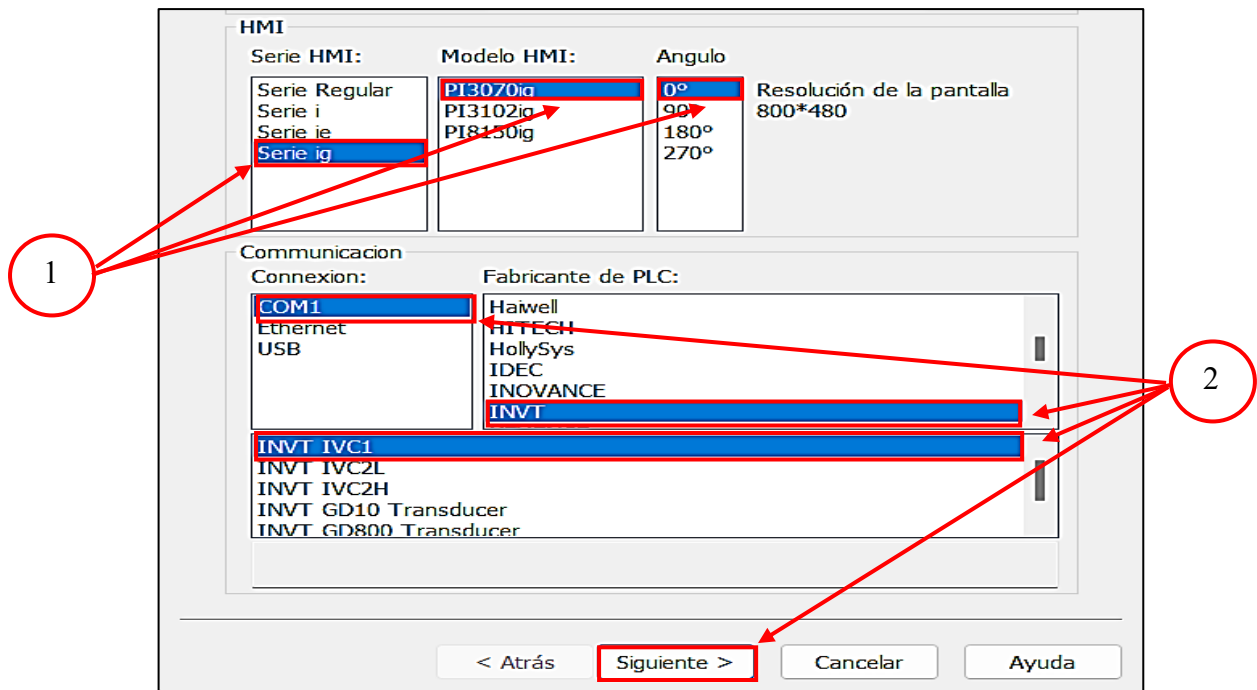 HMI
Serie HMI: Modelo HMI: Angulo
Serie Regular PI3070ig 0° Resolución de la pantalla
Serie i PI3102ig 90° 800*480
Serie ie PI8150ig 180°
Serie ig 270°
1
Communicacion
Connexion: Fabricante de PLC:
COM1 Haiwell
Ethernet HITECH
USB HollySys
IDEC
INOVANCE
INVT
2
INVT IVC1
INVT IVC2L
INVT IVC2H
INVT GD10 Transducer
INVT GD800 Transducer
< Atrás Siguiente > Cancelar Ayuda